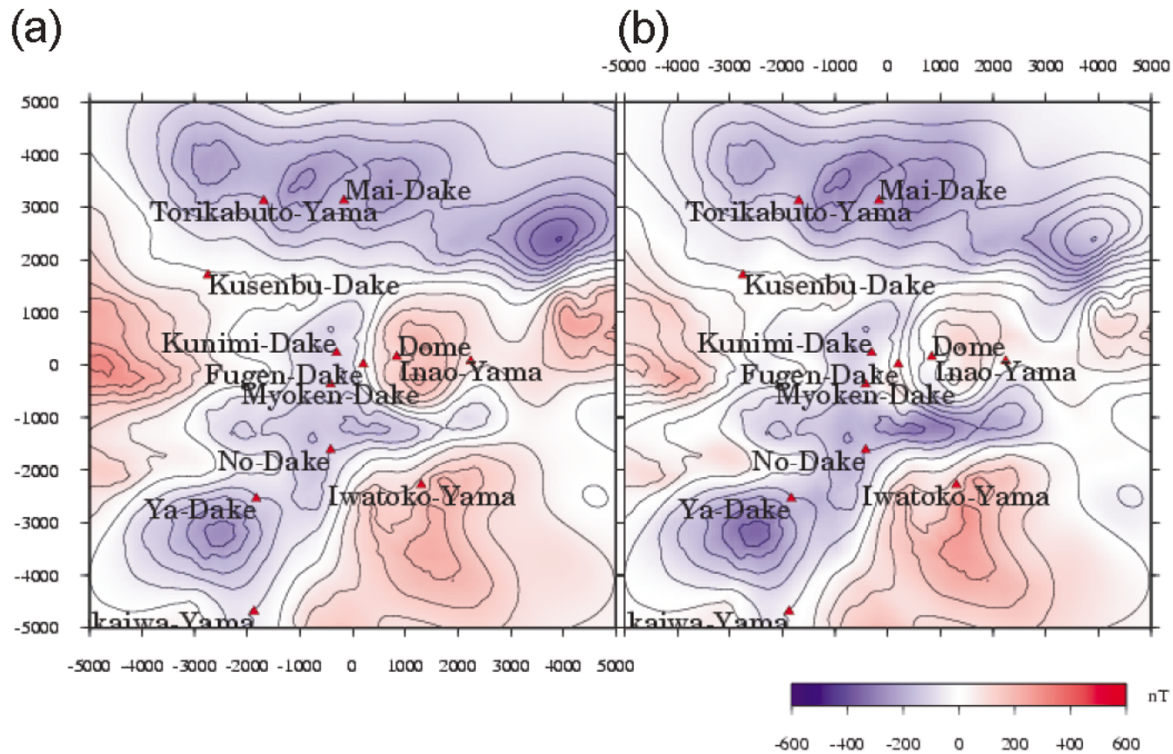 (a)
(b)
-5000 -4000 -3000 -2000 -1000 0 1000 2000 3000 4000 5000
5000
4000
3000
2000
1000
0
-1000
-2000
-3000
-4000
-5000
Mai-Dake
Torikabuto-Yama
Kusenbu-Dake
Kunimi-Dake
Dome
Fugen-Dake
Inao-Yama
Myoken-Dake
No-Dake
Iwatoko-Yama
Ya-Dake
kaiwa-Yama
Mai-Dake
Torikabuto-Yama
Kusenbu-Dake
Kunimi-Dake
Dome
Fugen-Dake
Inao-Yama
Myoken-Dake
No-Dake
Iwatoko-Yama
Ya-Dake
kaiwa-Yama
-5000 -4000 -3000 -2000 -1000 0 1000 2000 3000 4000 5000
nT
-600 -400 -200 0 200 400 600